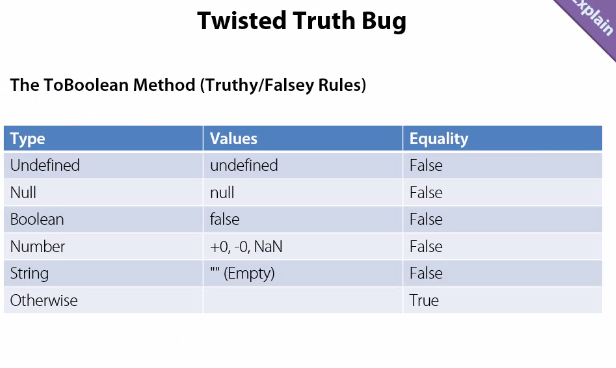 Explain
Twisted Truth Bug
The ToBoolean Method (Truthy/Falsey Rules)
Type Values Equality
Undefined undefined False
Null null False
Boolean false False
Number +0, -0, NaN False
String "" (Empty) False
Otherwise True